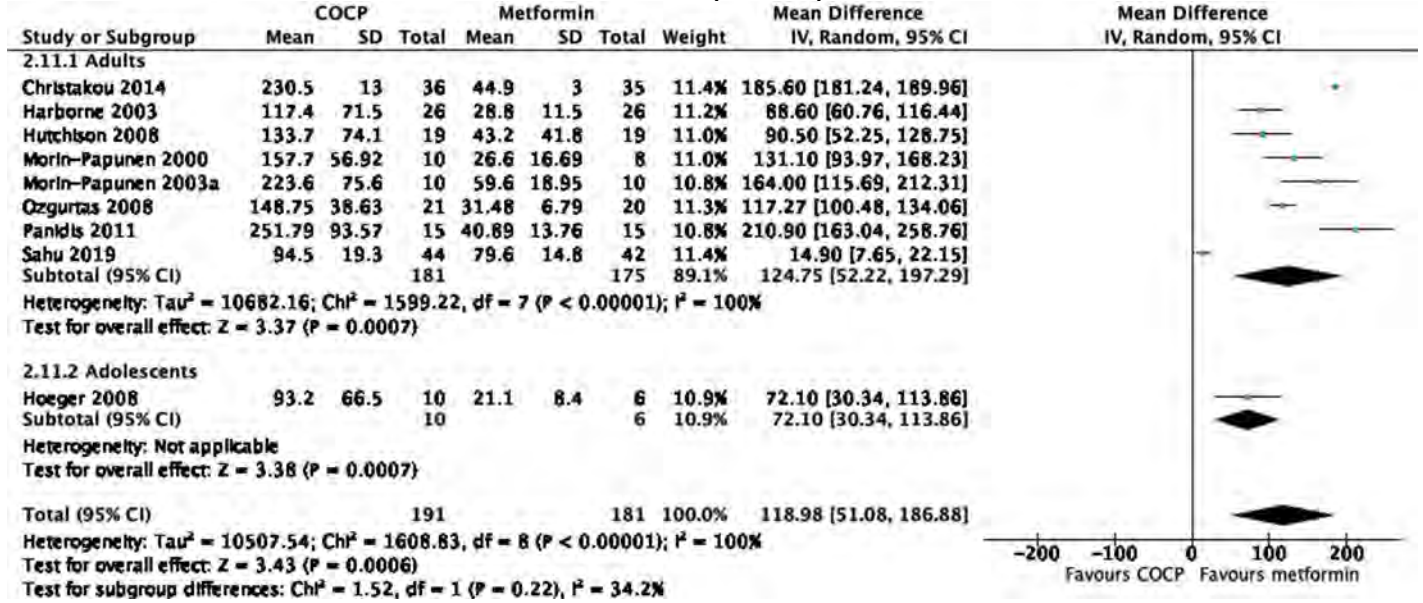 COCP Metformin Mean Difference Mean Difference
Study or Subgroup Mean SD Total Mean SD Total Weight IV, Random, 95% CI IV, Random, 95% CI
2.11.1 Adults
Christakou 2014 230.5 13 36 44.9 3 35 11.4% 185.60 [181.24, 189.96]
Harborne 2003 117.4 71.5 26 28.8 11.5 26 11.2% 88.60 [60.76, 116.44]
Hutchison 2008 133.7 74.1 19 43.2 41.8 19 11.0% 90.50 [52.25, 128.75]
Morin-Papunen 2000 157.7 56.92 10 26.6 16.69 8 11.0% 131.10 [93.97, 168.23]
Morin-Papunen 2003a 223.6 75.6 10 59.6 18.95 10 10.8% 164.00 [115.69, 212.31]
Ozgurtas 2008 148.75 38.63 21 31.48 6.79 20 11.3% 117.27 [100.48, 134.06]
Panidis 2011 251.79 93.57 15 40.89 13.76 15 10.8% 210.90 [163.04, 258.76]
Sahu 2019 94.5 19.3 44 79.6 14.8 42 11.4% 14.90 [7.65, 22.15]
Subtotal (95% CI) 181 175 89.1% 124.75 [52.22, 197.29]
Heterogeneity: Tau² = 10682.16; Chi² = 1599.22, df = 7 (P < 0.00001); I² = 100%
Test for overall effect: Z = 3.37 (P = 0.0007)
2.11.2 Adolescents
Hoeger 2008 93.2 66.5 10 21.1 8.4 6 10.9% 72.10 [30.34, 113.86]
Subtotal (95% CI) 10 6 10.9% 72.10 [30.34, 113.86]
Heterogeneity: Not applicable
Test for overall effect: Z = 3.38 (P = 0.0007)
Total (95% CI) 191 181 100.0% 118.98 [51.08, 186.88]
Heterogeneity: Tau² = 10507.54; Chi² = 1608.83, df = 8 (P < 0.00001); I² = 100%
Test for overall effect: Z = 3.43 (P = 0.0006)
Test for subgroup differences: Chi² = 1.52, df = 1 (P = 0.22), I² = 34.2%
-200 -100 0 100 200
Favours COCP Favours metformin